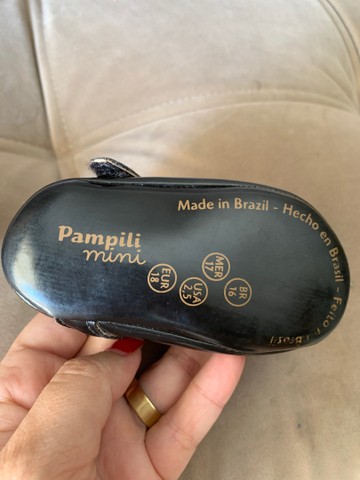 Pampili
mini
Made in Brazil - Hecho en Brasil - Feito
EUR
18
USA
2,5
MER
17
BR
16